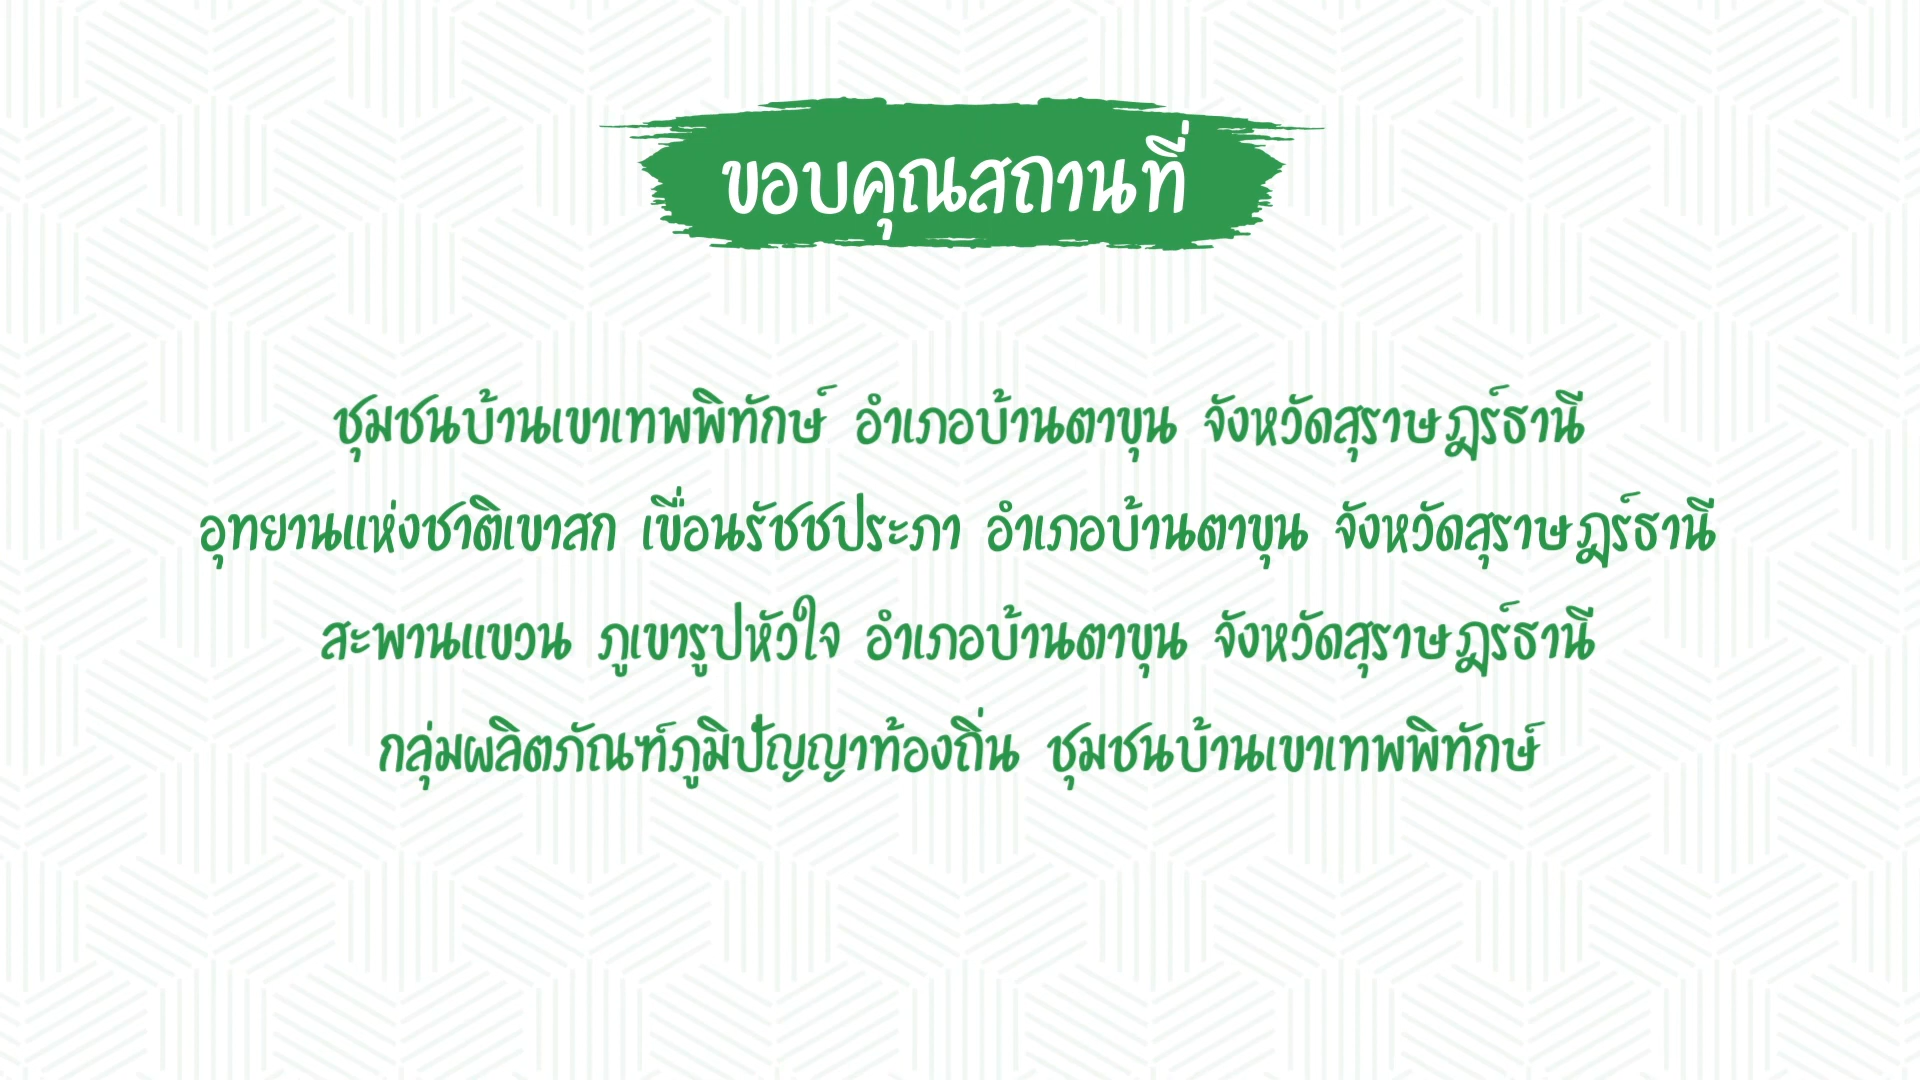 ขอบคุณสถานที่
ชุมชนบ้านเขาเทพพิทักษ์ อำเภอบ้านตาขุน จังหวัดสุราษฎร์ธานี
อุทยานแห่งชาติเขาสก เขื่อนรัชชประภา อำเภอบ้านตาขุน จังหวัดสุราษฎร์ธานี
สะพานแขวน ภูเขารูปหัวใจ อำเภอบ้านตาขุน จังหวัดสุราษฎร์ธานี
กลุ่มผลิตภัณฑ์ภูมิปัญญาท้องถิ่น ชุมชนบ้านเขาเทพพิทักษ์